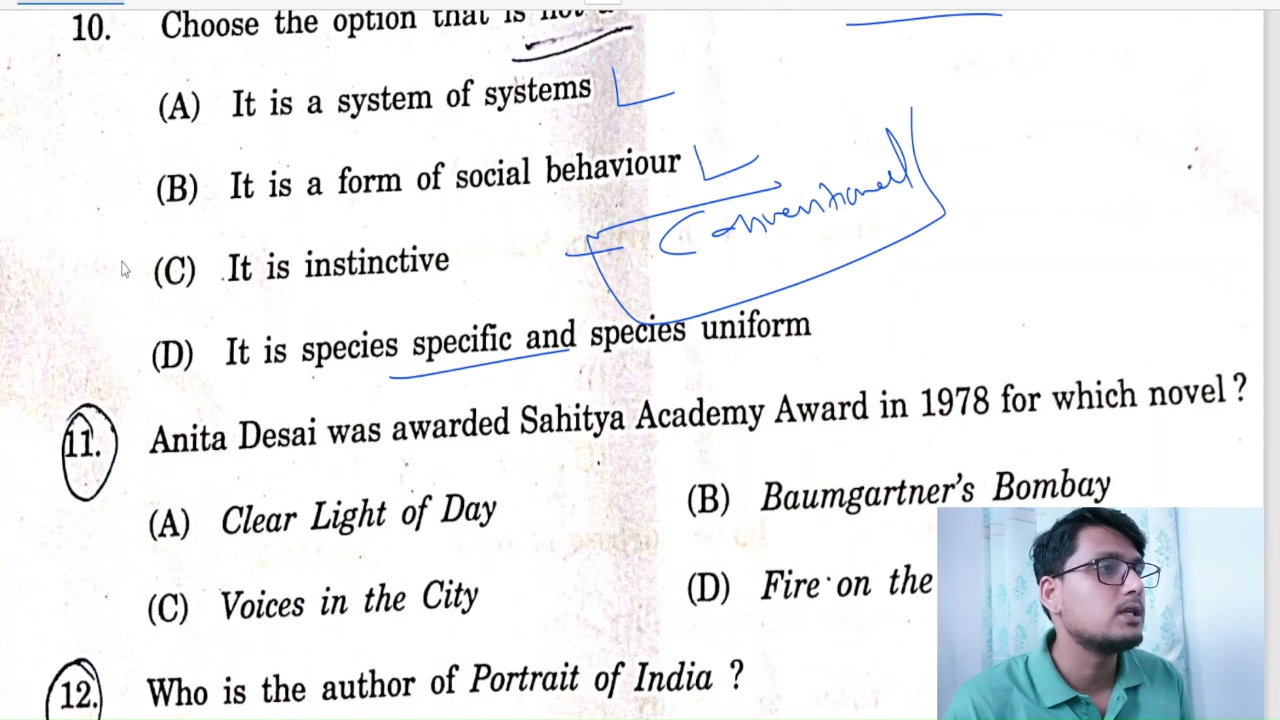 10. Choose the option that is not a
(A) It is a system of systems
(B) It is a form of social behaviour
Conventional
(C) It is instinctive
(D) It is species specific and species uniform
11. Anita Desai was awarded Sahitya Academy Award in 1978 for which novel ?
(A) Clear Light of Day
(B) Baumgartner's Bombay
(C) Voices in the City
(D) Fire on the
12. Who is the author of Portrait of India ?